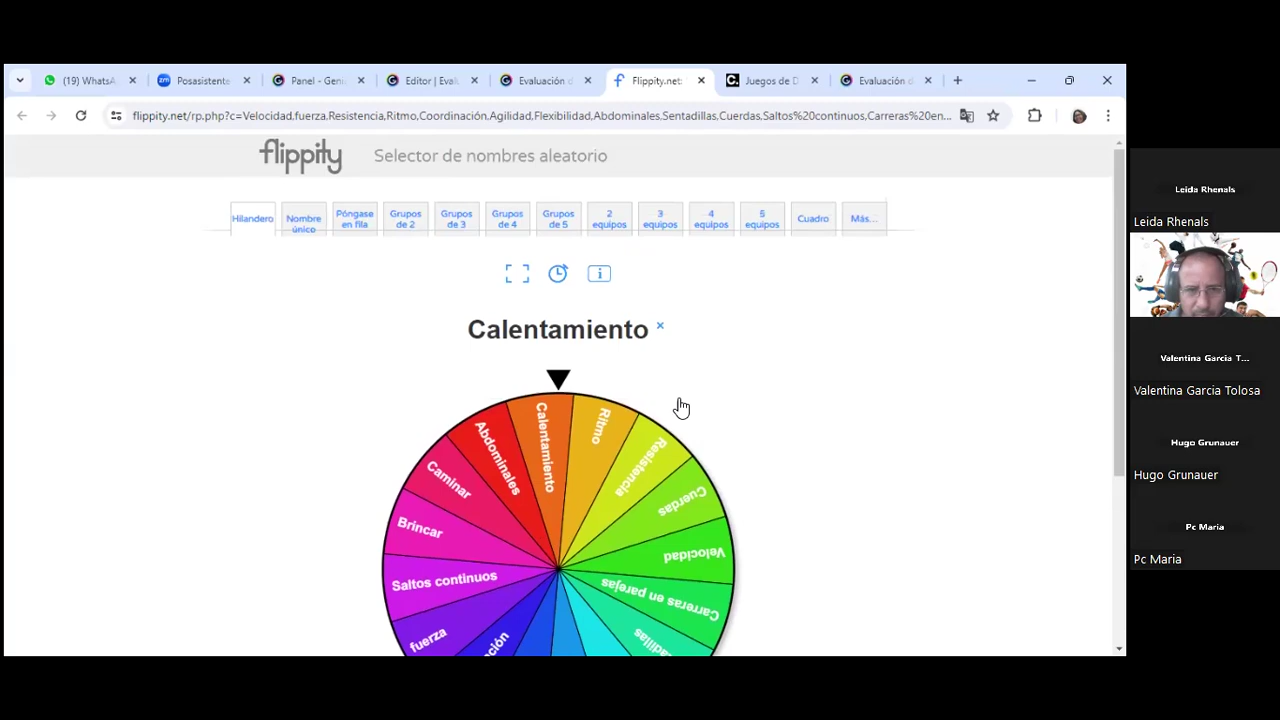 (19) WhatsA
Posasistente
Panel - Geni
Editor | Eval
Evaluación d
Flippity.net:
Juegos de D
Evaluación d
flippity.net/rp.php?c=Velocidad,fuerza,Resistencia,Ritmo,Coordinación,Agilidad,Flexibilidad,Abdominales,Sentadillas,Cuerdas,Saltos%20continuos,Carreras%20en...
flippity
Selector de nombres aleatorio
Hilandero
Nombre
único
Póngase
en fila
Grupos
de 2
Grupos
de 3
Grupos
de 4
Grupos
de 5
2
equipos
3
equipos
4
equipos
5
equipos
Cuadro
Más...
Calentamiento ×
Calentamiento
Ritmo
Resistencia
Cuerdas
Velocidad
Carreras en parejas
adillas
ción
fuerza
Saltos continuos
Brincar
Caminar
Abdominales
Leida Rhenals
Leida Rhenals
Valentina Garcia T...
Valentina Garcia Tolosa
Hugo Grunauer
Hugo Grunauer
Pc Maria
Pc Maria